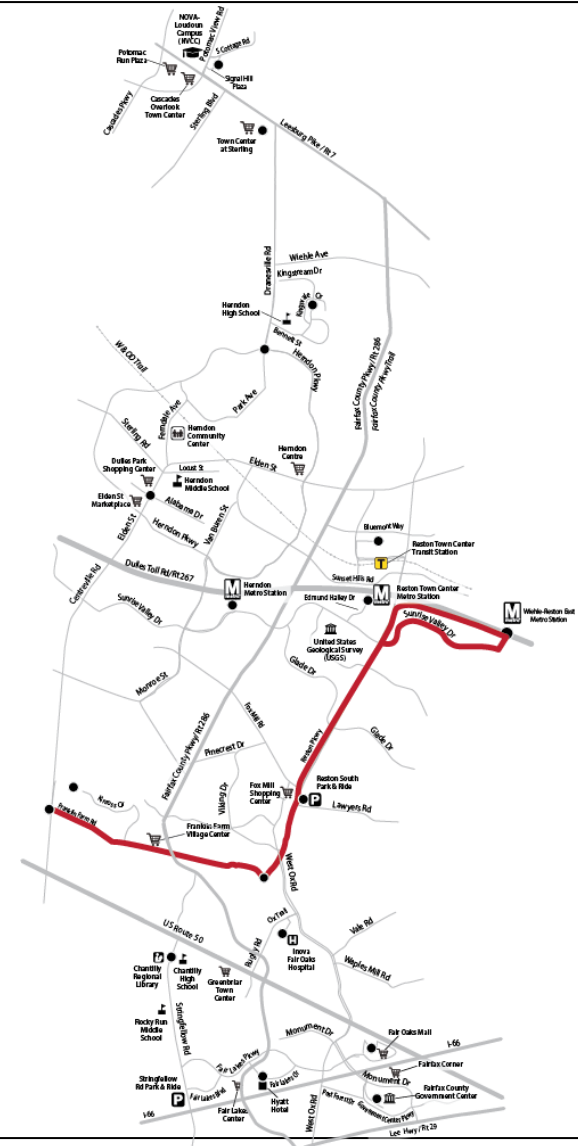 NOVA-
Loudoun
Campus
(NVCC)
Potomac View Rd
S Cottage Rd
Potomac
Run Plaza
Signal Hill
Plaza
Cascades
Overlook
Town Center
Cascades Pkwy
Sterling Blvd
Leesburg Pike / Rt 7
Town Center
at Sterling
Dranesville Rd
Wiehle Ave
Kingstream Dr
Cir
Herndon
High School
Bennett St
Herndon Pkwy
Fairfax County Pkwy / Rt 286
Fairfax County Pkwy Trail
W&OD Trail
Park Ave
Ferndale Ave
Sterling Rd
Herndon
Community
Center
Herndon
Centre
Dulles Park
Shopping Center
Locust St
Elden St
Herndon
Middle School
Elden St
Marketplace
Alabama Dr
Van Buren St
Elden St
Herndon Pkwy
Bluemont Way
Reston Town Center
Transit Station
Dulles Toll Rd/Rt 267
Sunset Hills Rd
Centreville Rd
Herndon
Metro Station
M
Edmund Halley Dr
M
Reston Town Center
Metro Station
M
Wiehle-Reston East
Metro Station
T
Sunrise Valley Dr
Sunrise Valley Dr
United States
Geological Survey
(USGS)
Glade Dr
Monroe St
Fox Mill Rd
Reston Pkwy
Glade Dr
Fairfax County Pkwy/ Rt 286
Pinecrest Dr
Viking Dr
Fox Mill
Shopping
Center
Reston South
Park & Ride
P
Lawyers Rd
Franklin Farm Rd
Franklin Farm
Village Center
West Ox Rd
US Route 50
Ox Trail
Rugby Rd
Vale Rd
H
Inova
Fair Oaks
Hospital
Waples Mill Rd
Chantilly
Regional
Library
Chantilly
High
School
Greenbriar
Town
Center
Rocky Run
Middle
School
Stringfellow Rd
Monument Dr
Fair Oaks Mall
I-66
Fair Lakes Pkwy
Fairfax Corner
Stringfellow
Rd Park & Ride
P
Fair Lakes Blvd
Fair Lakes Cir
Monument Dr
Fairfax County
Government Center
Post Forest Dr
Government Center Pkwy
Fair Lakes
Center
Hyatt
Hotel
West Ox Rd
I-66
Lee Hwy / Rt 29